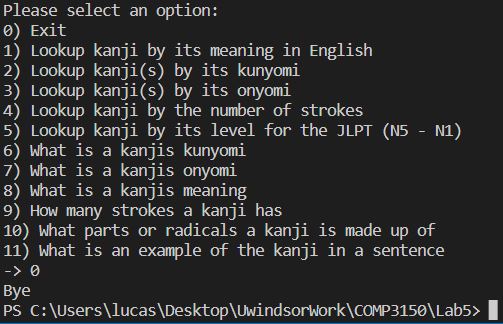 Please select an option:
0) Exit
1) Lookup kanji by its meaning in English
2) Lookup kanji(s) by its kunyomi
3) Lookup kanji(s) by its onyomi
4) Lookup kanji by the number of strokes
5) Lookup kanji by its level for the JLPT (N5 - N1)
6) What is a kanjis kunyomi
7) What is a kanjis onyomi
8) What is a kanjis meaning
9) How many strokes a kanji has
10) What parts or radicals a kanji is made up of
11) What is an example of the kanji in a sentence
-> 0
Bye
PS C:\Users\lucas\Desktop\UwindsorWork\COMP3150\Lab5>